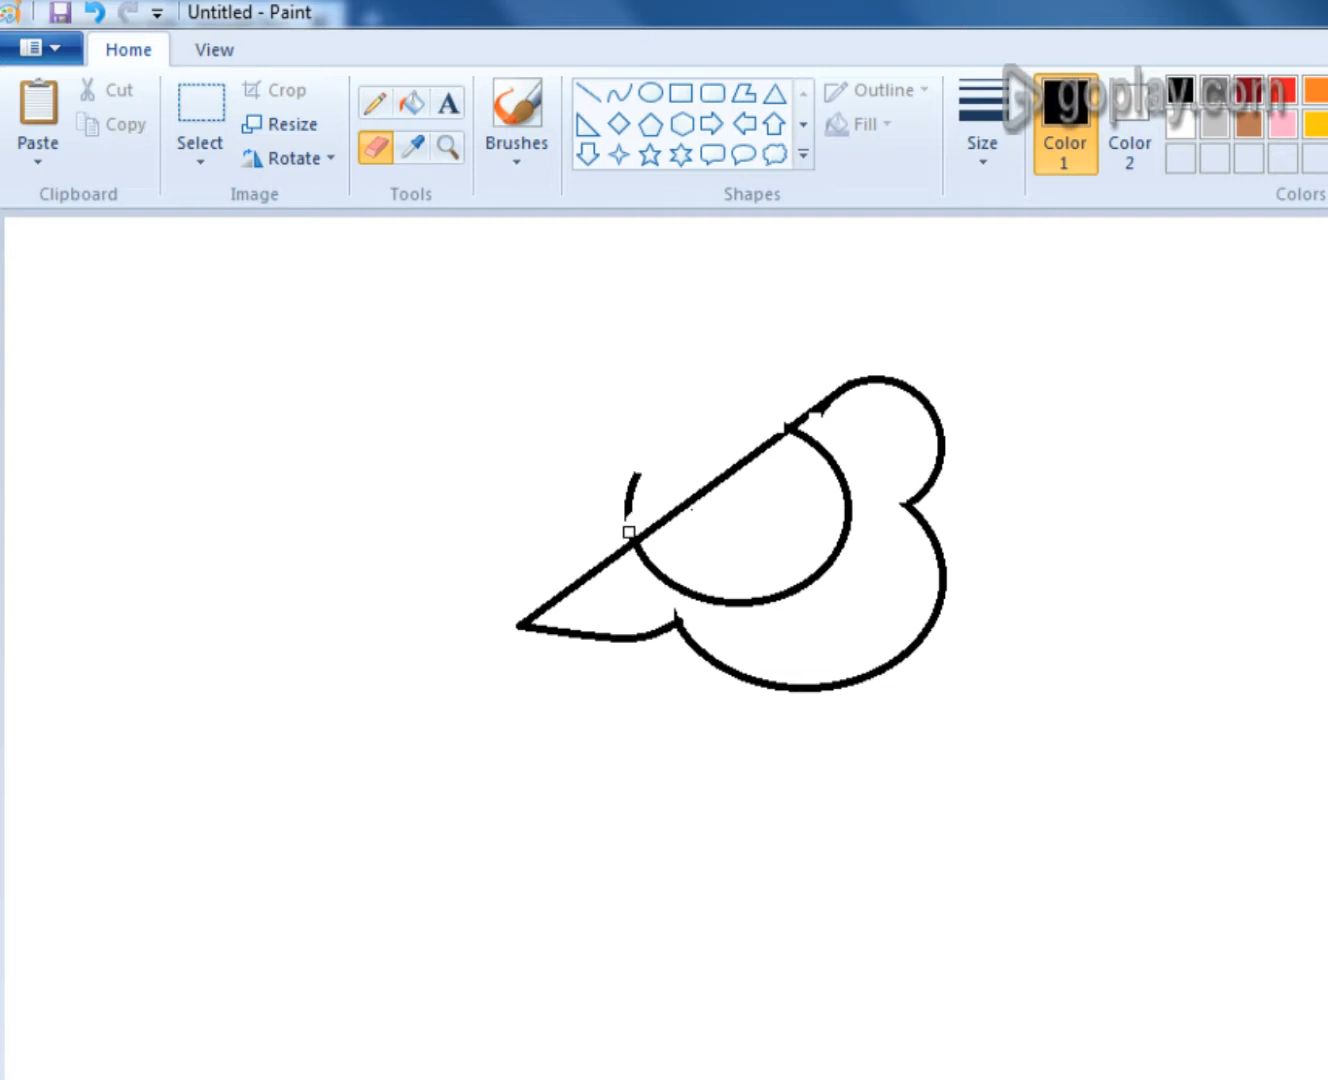 Untitled - Paint
Home View
Paste
Cut
Copy
Clipboard
Select
Crop
Resize
Rotate
Image
A
Tools
Brushes
Shapes
Outline
Fill
Size
Color 1
Color 2
Colors
goplay.com